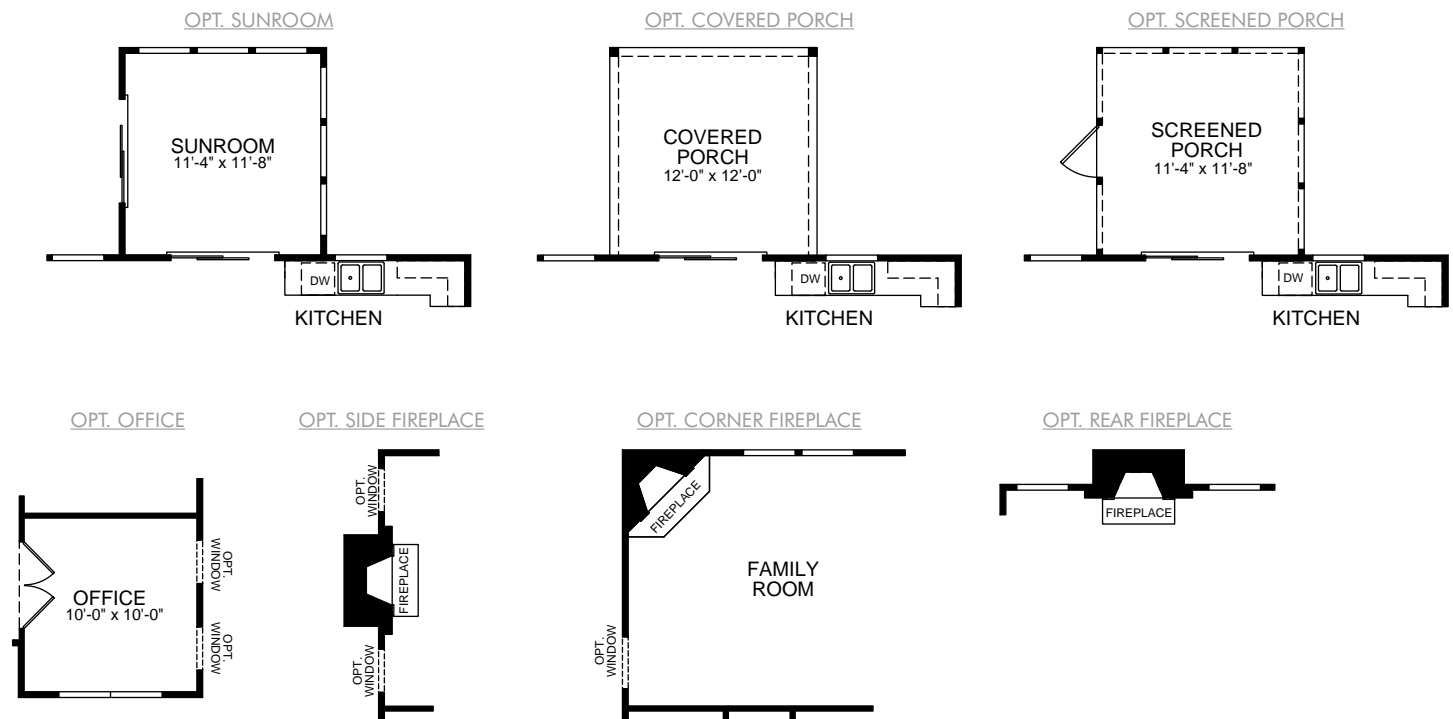 OPT. SUNROOM
SUNROOM
11'-4" x 11'-8"
DW
KITCHEN
OPT. COVERED PORCH
COVERED
PORCH
12'-0" x 12'-0"
DW
KITCHEN
OPT. SCREENED PORCH
SCREENED
PORCH
11'-4" x 11'-8"
DW
KITCHEN
OPT. OFFICE
OFFICE
10'-0" x 10'-0"
OPT.
WINDOW
OPT.
WINDOW
OPT. SIDE FIREPLACE
OPT.
WINDOW
FIREPLACE
OPT.
WINDOW
OPT. CORNER FIREPLACE
FIREPLACE
FAMILY
ROOM
OPT.
WINDOW
OPT. REAR FIREPLACE
FIREPLACE